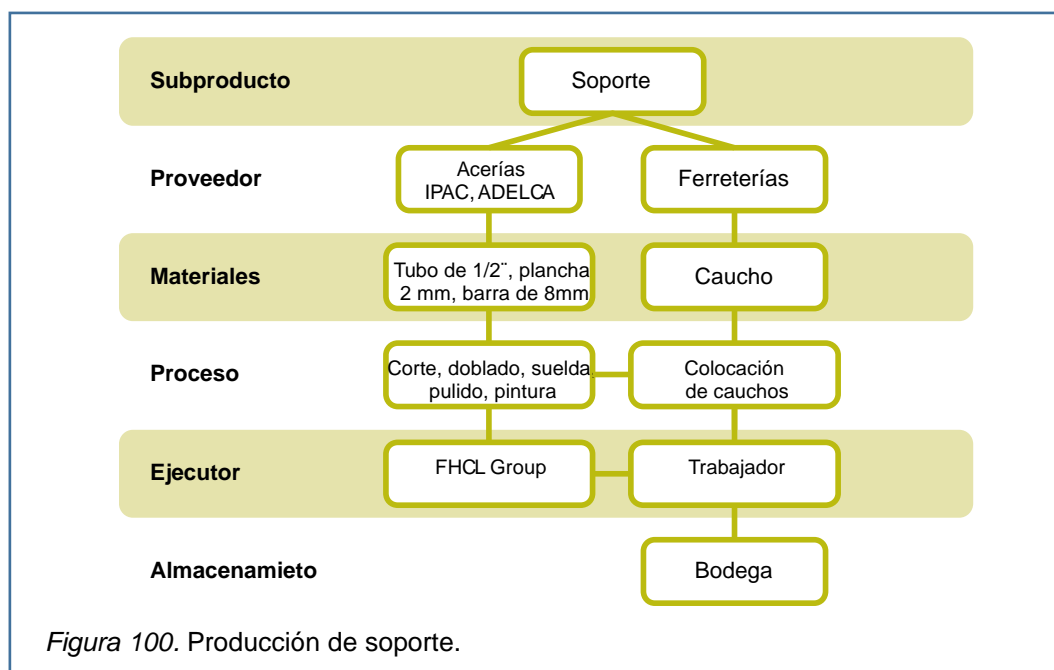 Subproducto
Soporte
Proveedor
Acerías
IPAC, ADELCA
Ferreterías
Materiales
Tubo de 1/2¨, plancha
2 mm, barra de 8mm
Caucho
Proceso
Corte, doblado, suelda,
pulido, pintura
Colocación
de cauchos
Ejecutor
FHCL Group
Trabajador
Almacenamieto
Bodega
Figura 100. Producción de soporte.